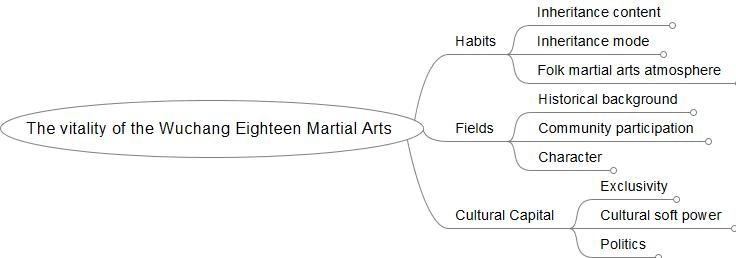 The vitality of the Wuchang Eighteen Martial Arts
Habits
Inheritance content
Inheritance mode
Folk martial arts atmosphere
Fields
Historical background
Community participation
Character
Cultural Capital
Exclusivity
Cultural soft power
Politics